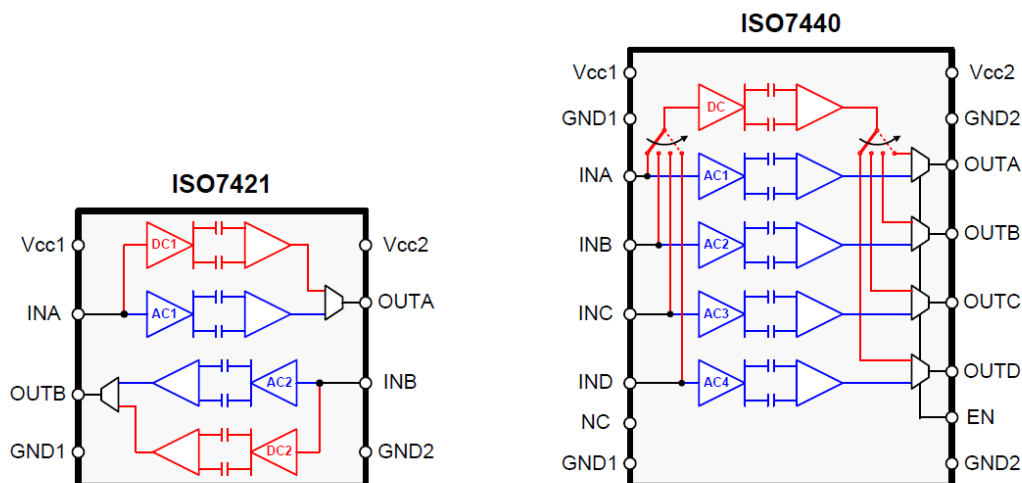 ISO7421
Vcc1
Vcc2
DC1
INA
AC1
OUTA
OUTB
AC2
INB
GND1
DC2
GND2
ISO7440
Vcc1
Vcc2
DC
GND1
GND2
INA
AC1
OUTA
INB
AC2
OUTB
INC
AC3
OUTC
IND
AC4
OUTD
NC
EN
GND1
GND2